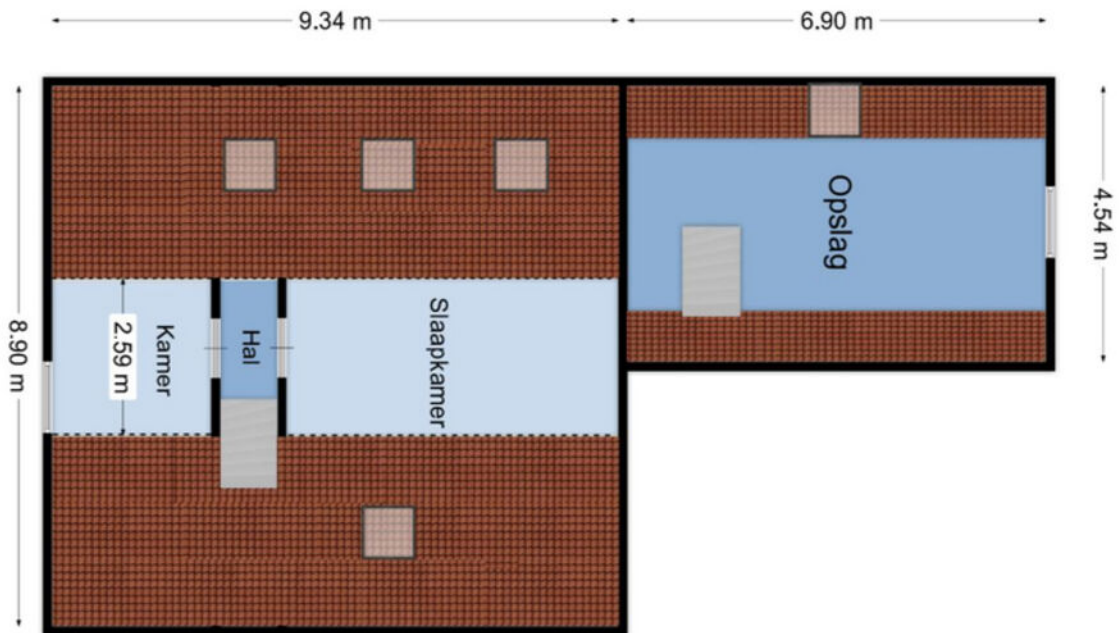 9.34 m
6.90 m
Opslag
4.54 m
8.90 m
2.59 m
Kamer
Hal
Slaapkamer